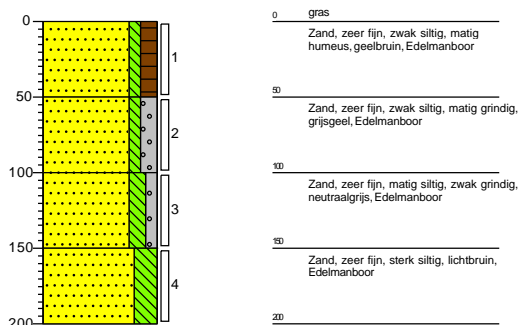 0
50
100
150
200
1
2
3
4
0 gras
Zand, zeer fijn, zwak siltig, matig
humeus, geelbruin, Edelmanboor
50
Zand, zeer fijn, zwak siltig, matig grindig,
grijsgeel, Edelmanboor
100
Zand, zeer fijn, matig siltig, zwak grindig,
neutraalgrijs, Edelmanboor
150
Zand, zeer fijn, sterk siltig, lichtbruin,
Edelmanboor
200